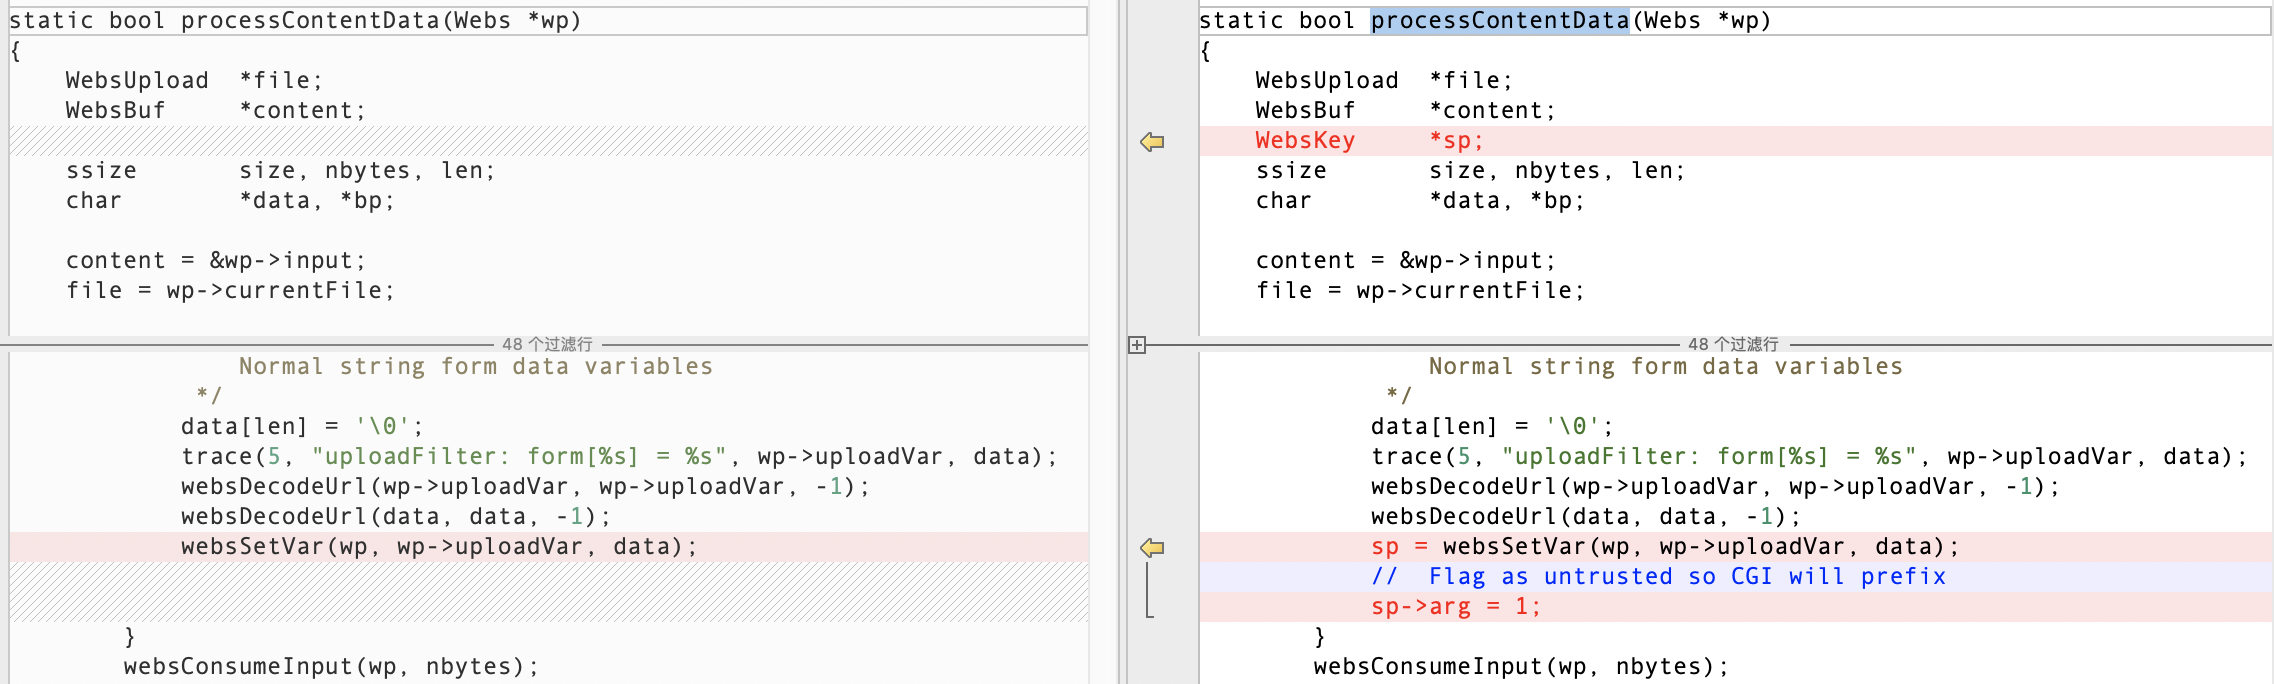 static bool processContentData(Webs *wp)
{
    WebsUpload  *file;
    WebsBuf     *content;
    ssize       size, nbytes, len;
    char        *data, *bp;
    content = &wp->input;
    file = wp->currentFile;
48 个过滤行
                Normal string form data variables
             */
            data[len] = '\0';
            trace(5, "uploadFilter: form[%s] = %s", wp->uploadVar, data);
            websDecodeUrl(wp->uploadVar, wp->uploadVar, -1);
            websDecodeUrl(data, data, -1);
            websSetVar(wp, wp->uploadVar, data);
        }
        websConsumeInput(wp, nbytes);
static bool processContentData(Webs *wp)
{
    WebsUpload  *file;
    WebsBuf     *content;
    WebsKey     *sp;
    ssize       size, nbytes, len;
    char        *data, *bp;
    content = &wp->input;
    file = wp->currentFile;
48 个过滤行
                Normal string form data variables
             */
            data[len] = '\0';
            trace(5, "uploadFilter: form[%s] = %s", wp->uploadVar, data);
            websDecodeUrl(wp->uploadVar, wp->uploadVar, -1);
            websDecodeUrl(data, data, -1);
            sp = websSetVar(wp, wp->uploadVar, data);
            //  Flag as untrusted so CGI will prefix
            sp->arg = 1;
        }
        websConsumeInput(wp, nbytes);